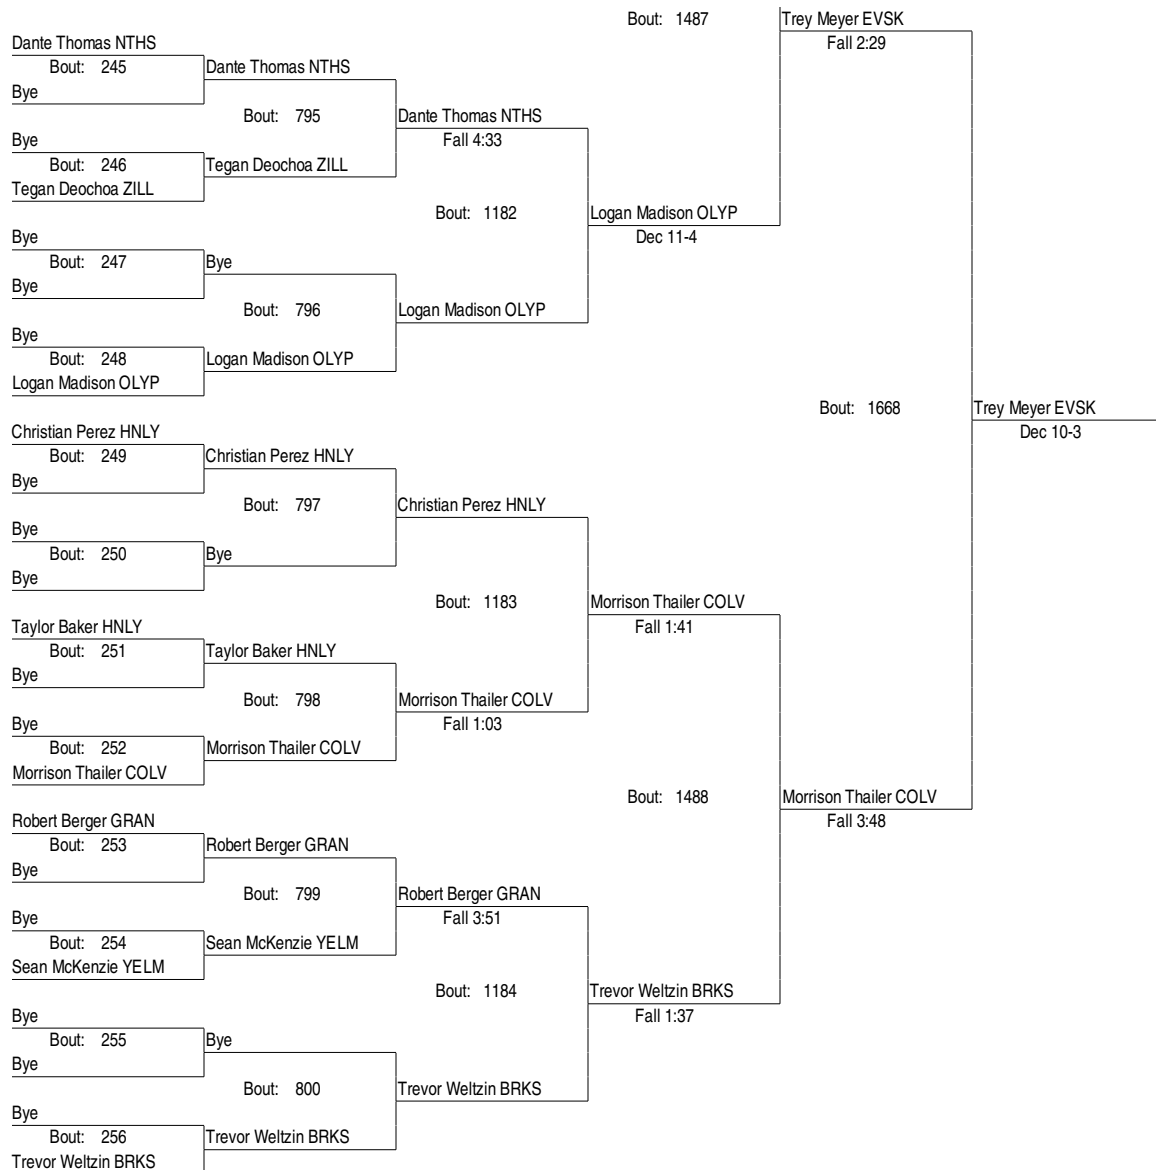 Bout: 1487 Trey Meyer EVSK
Dante Thomas NTHS Fall 2:29
Bout: 245 Dante Thomas NTHS
Bye
Bout: 795 Dante Thomas NTHS
Bye Fall 4:33
Bout: 246 Tegan Deochoa ZILL
Tegan Deochoa ZILL
Bout: 1182 Logan Madison OLYP
Bye Dec 11-4
Bout: 247 Bye
Bye
Bout: 796 Logan Madison OLYP
Bye
Bout: 248 Logan Madison OLYP
Logan Madison OLYP
Bout: 1668 Trey Meyer EVSK
Christian Perez HNLY Dec 10-3
Bout: 249 Christian Perez HNLY
Bye
Bout: 797 Christian Perez HNLY
Bye
Bout: 250 Bye
Bye
Bout: 1183 Morrison Thailer COLV
Taylor Baker HNLY Fall 1:41
Bout: 251 Taylor Baker HNLY
Bye
Bout: 798 Morrison Thailer COLV
Bye Fall 1:03
Bout: 252 Morrison Thailer COLV
Morrison Thailer COLV
Bout: 1488 Morrison Thailer COLV
Robert Berger GRAN Fall 3:48
Bout: 253 Robert Berger GRAN
Bye
Bout: 799 Robert Berger GRAN
Bye Fall 3:51
Bout: 254 Sean McKenzie YELM
Sean McKenzie YELM
Bout: 1184 Trevor Weltzin BRKS
Bye Fall 1:37
Bout: 255 Bye
Bye
Bout: 800 Trevor Weltzin BRKS
Bye
Bout: 256 Trevor Weltzin BRKS
Trevor Weltzin BRKS